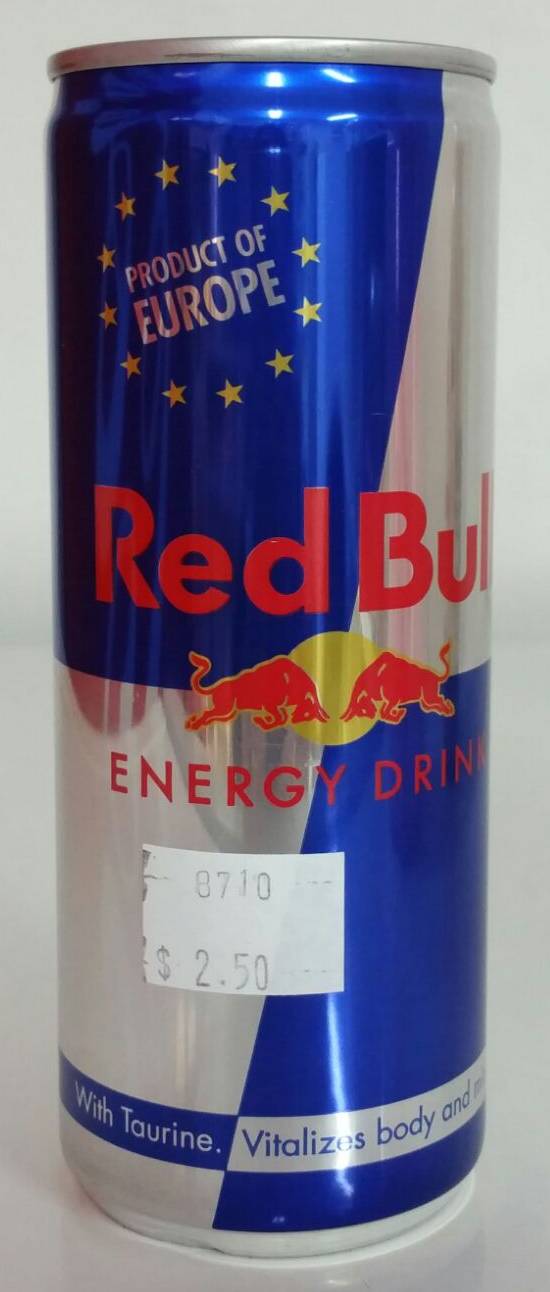 PRODUCT OF
EUROPE
Red Bul
ENERGY DRINK
8710
$ 2.50
With Taurine. Vitalizes body and